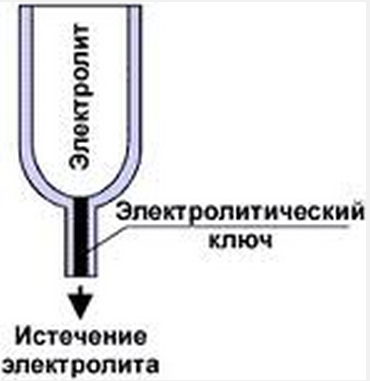 Электролит
Электролитический
ключ
Истечение
электролита